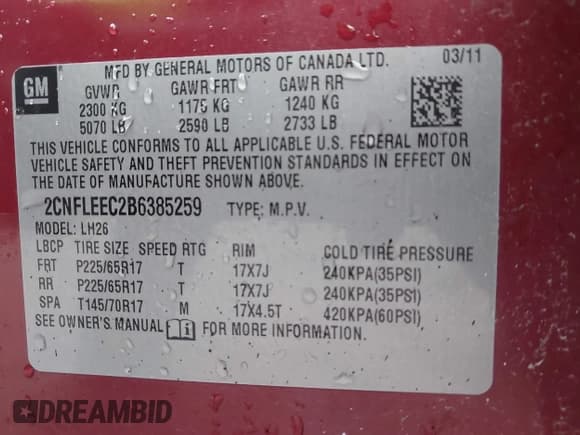 GM
MFD BY GENERAL MOTORS OF CANADA LTD. 03/11
GVWR GAWR FRT GAWR RR
2300 KG 1175 KG 1240 KG
5070 LB 2590 LB 2733 LB
THIS VEHICLE CONFORMS TO ALL APPLICABLE U.S. FEDERAL MOTOR
VEHICLE SAFETY AND THEFT PREVENTION STANDARDS IN EFFECT ON
THE DATE OF MANUFACTURE SHOWN ABOVE.
2CNFLEEC2B6385259 TYPE: M.P.V.
MODEL: LH26
LBCP TIRE SIZE SPEED RTG RIM COLD TIRE PRESSURE
FRT P225/65R17 T 17X7J 240KPA(35PSI)
RR P225/65R17 T 17X7J 240KPA(35PSI)
SPA T145/70R17 M 17X4.5T 420KPA(60PSI)
SEE OWNER'S MANUAL i FOR MORE INFORMATION.
DREAMBID